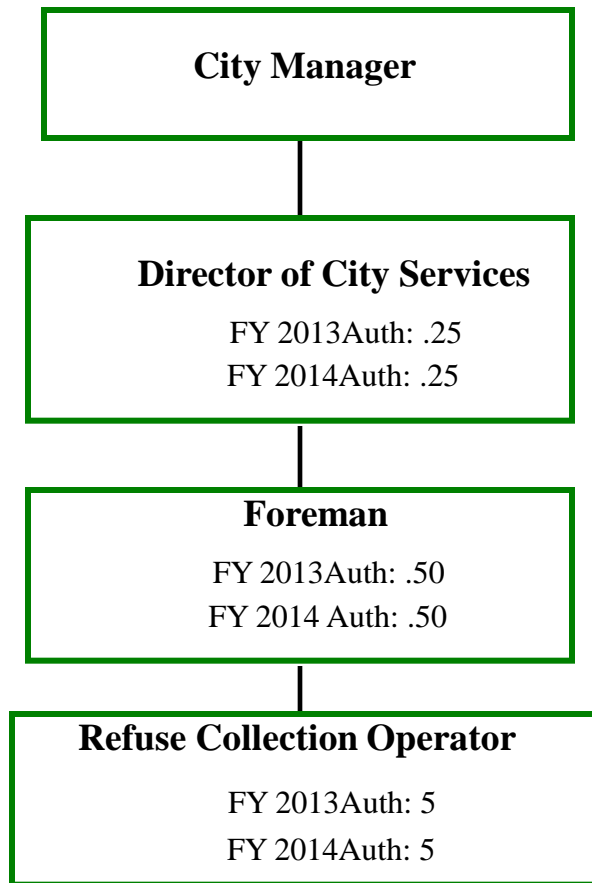 City Manager
Director of City Services
FY 2013Auth: .25
FY 2014Auth: .25
Foreman
FY 2013Auth: .50
FY 2014 Auth: .50
Refuse Collection Operator
FY 2013Auth: 5
FY 2014Auth: 5